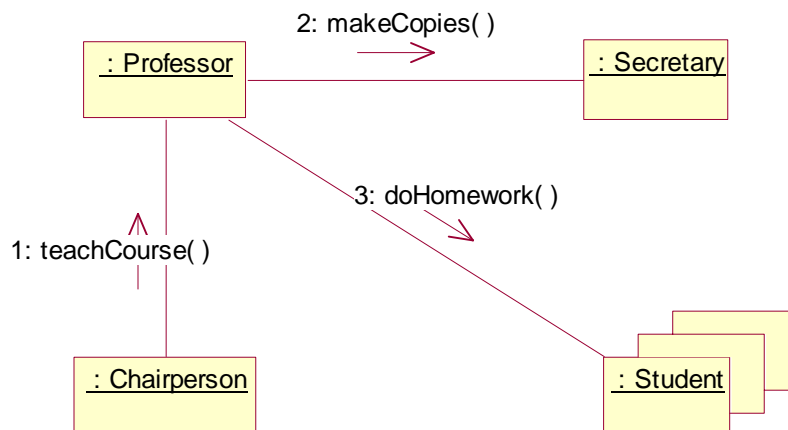 2: makeCopies( )
: Professor
: Secretary
3: doHomework( )
1: teachCourse( )
: Chairperson
: Student